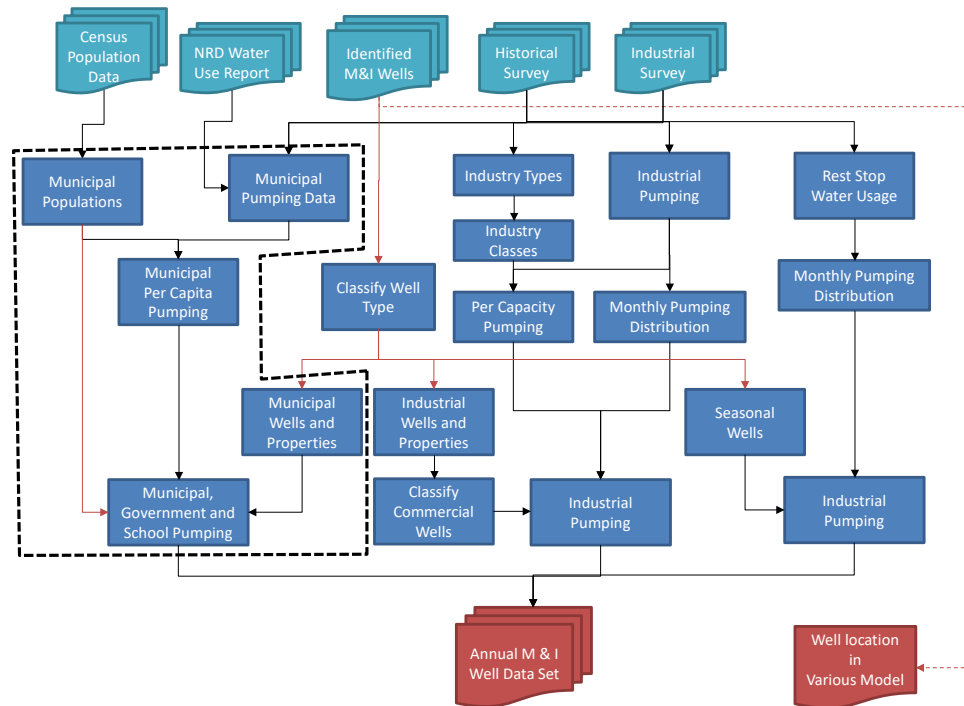 Census
Population
Data
NRD Water
Use Report
Identified
M&I Wells
Historical
Survey
Industrial
Survey
Municipal
Populations
Municipal
Pumping Data
Industry Types
Industrial
Pumping
Rest Stop
Water Usage
Industry
Classes
Municipal
Per Capita
Pumping
Classify Well
Type
Per Capacity
Pumping
Monthly Pumping
Distribution
Monthly Pumping
Distribution
Municipal
Wells and
Properties
Industrial
Wells and
Properties
Seasonal
Wells
Municipal,
Government and
School Pumping
Classify
Commercial
Wells
Industrial
Pumping
Industrial
Pumping
Annual M & I
Well Data Set
Well location
in
Various Model